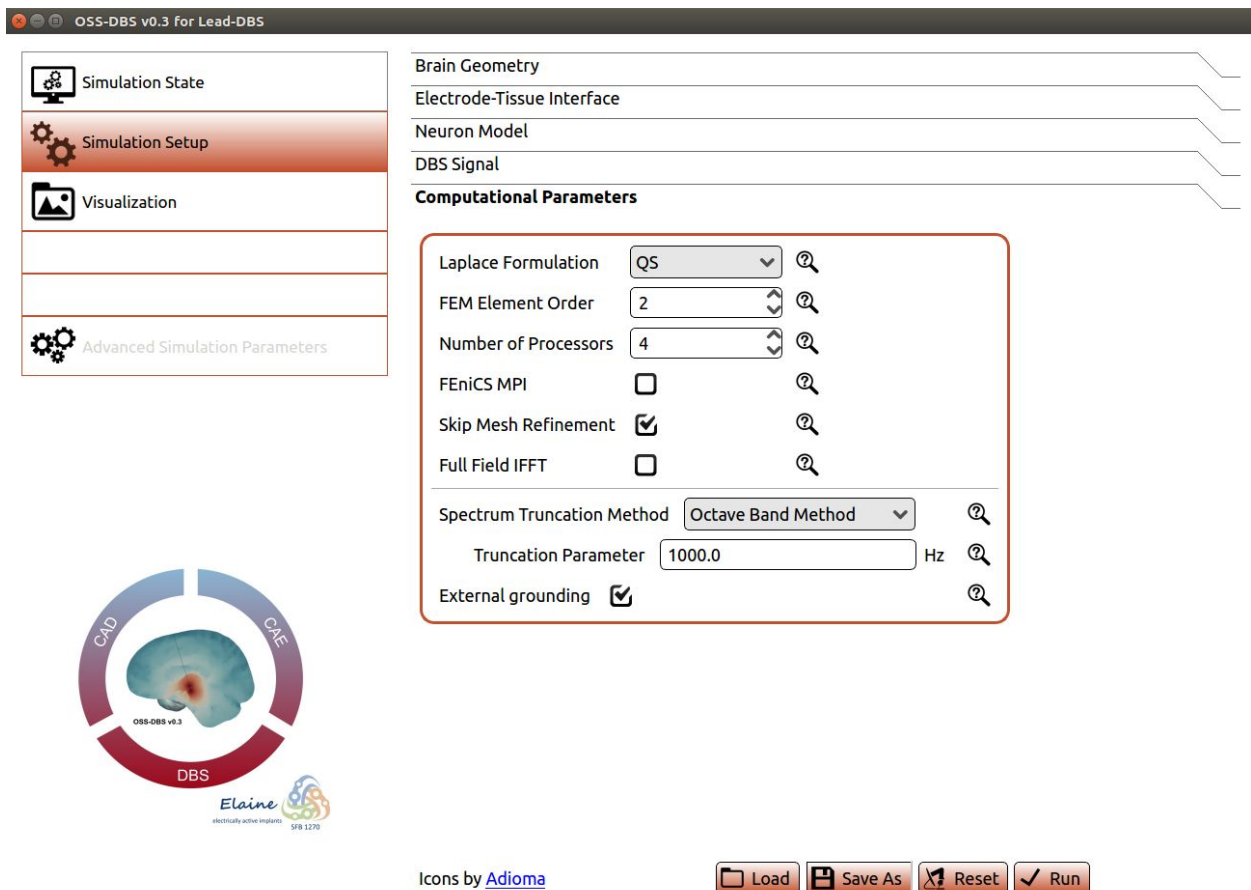 OSS-DBS v0.3 for Lead-DBS
Simulation State
Simulation Setup
Visualization
Advanced Simulation Parameters
Brain Geometry
Electrode-Tissue Interface
Neuron Model
DBS Signal
Computational Parameters
Laplace Formulation QS
FEM Element Order 2
Number of Processors 4
FEniCS MPI
Skip Mesh Refinement
Full Field IFFT
Spectrum Truncation Method Octave Band Method
Truncation Parameter 1000.0 Hz
External grounding
CAD
CAE
OSS-DBS v0.3
DBS
Elaine
electrically active implants
SFB 1270
Icons by Adioma
Load Save As Reset Run